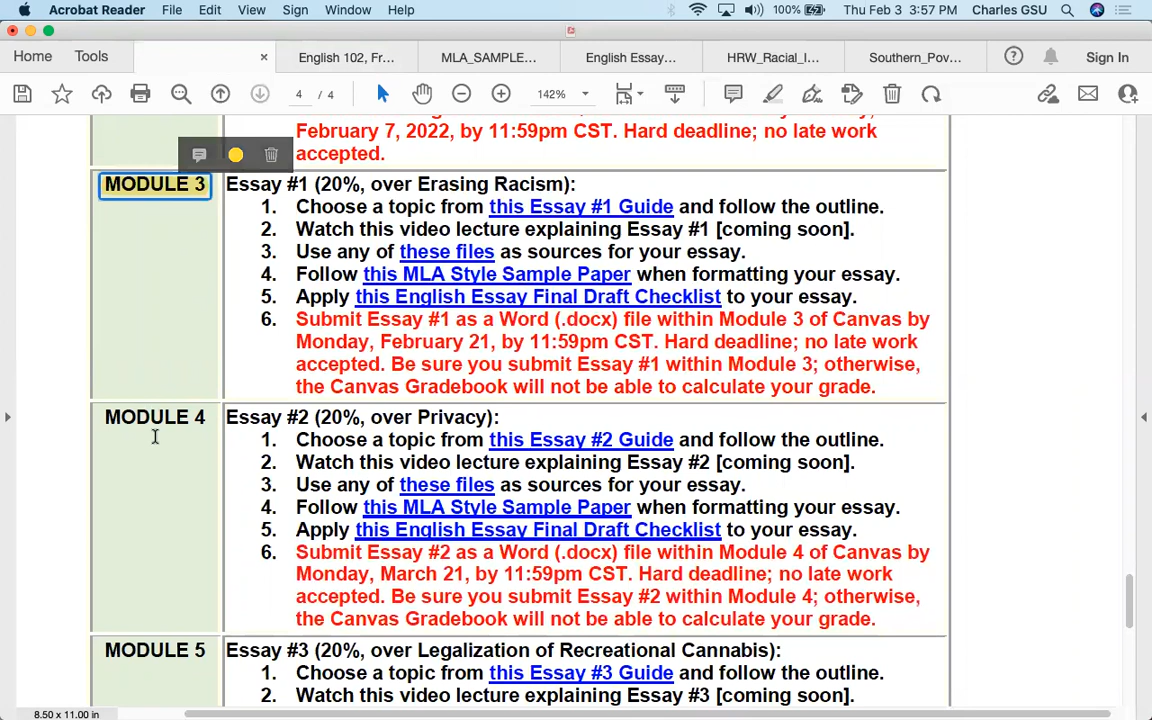 Acrobat Reader File Edit View Sign Window Help 100% Thu Feb 3 3:57 PM Charles GSU
Home Tools × English 102, Fr... MLA_SAMPLE... English Essay... HRW_Racial_I... Southern_Pov... Sign In
4 / 4 142%
February 7, 2022, by 11:59pm CST. Hard deadline; no late work
accepted.
MODULE 3 Essay #1 (20%, over Erasing Racism):
1. Choose a topic from this Essay #1 Guide and follow the outline.
2. Watch this video lecture explaining Essay #1 [coming soon].
3. Use any of these files as sources for your essay.
4. Follow this MLA Style Sample Paper when formatting your essay.
5. Apply this English Essay Final Draft Checklist to your essay.
6. Submit Essay #1 as a Word (.docx) file within Module 3 of Canvas by
Monday, February 21, by 11:59pm CST. Hard deadline; no late work
accepted. Be sure you submit Essay #1 within Module 3; otherwise,
the Canvas Gradebook will not be able to calculate your grade.
MODULE 4 Essay #2 (20%, over Privacy):
1. Choose a topic from this Essay #2 Guide and follow the outline.
2. Watch this video lecture explaining Essay #2 [coming soon].
3. Use any of these files as sources for your essay.
4. Follow this MLA Style Sample Paper when formatting your essay.
5. Apply this English Essay Final Draft Checklist to your essay.
6. Submit Essay #2 as a Word (.docx) file within Module 4 of Canvas by
Monday, March 21, by 11:59pm CST. Hard deadline; no late work
accepted. Be sure you submit Essay #2 within Module 4; otherwise,
the Canvas Gradebook will not be able to calculate your grade.
MODULE 5 Essay #3 (20%, over Legalization of Recreational Cannabis):
1. Choose a topic from this Essay #3 Guide and follow the outline.
2. Watch this video lecture explaining Essay #3 [coming soon].
8.50 x 11.00 in